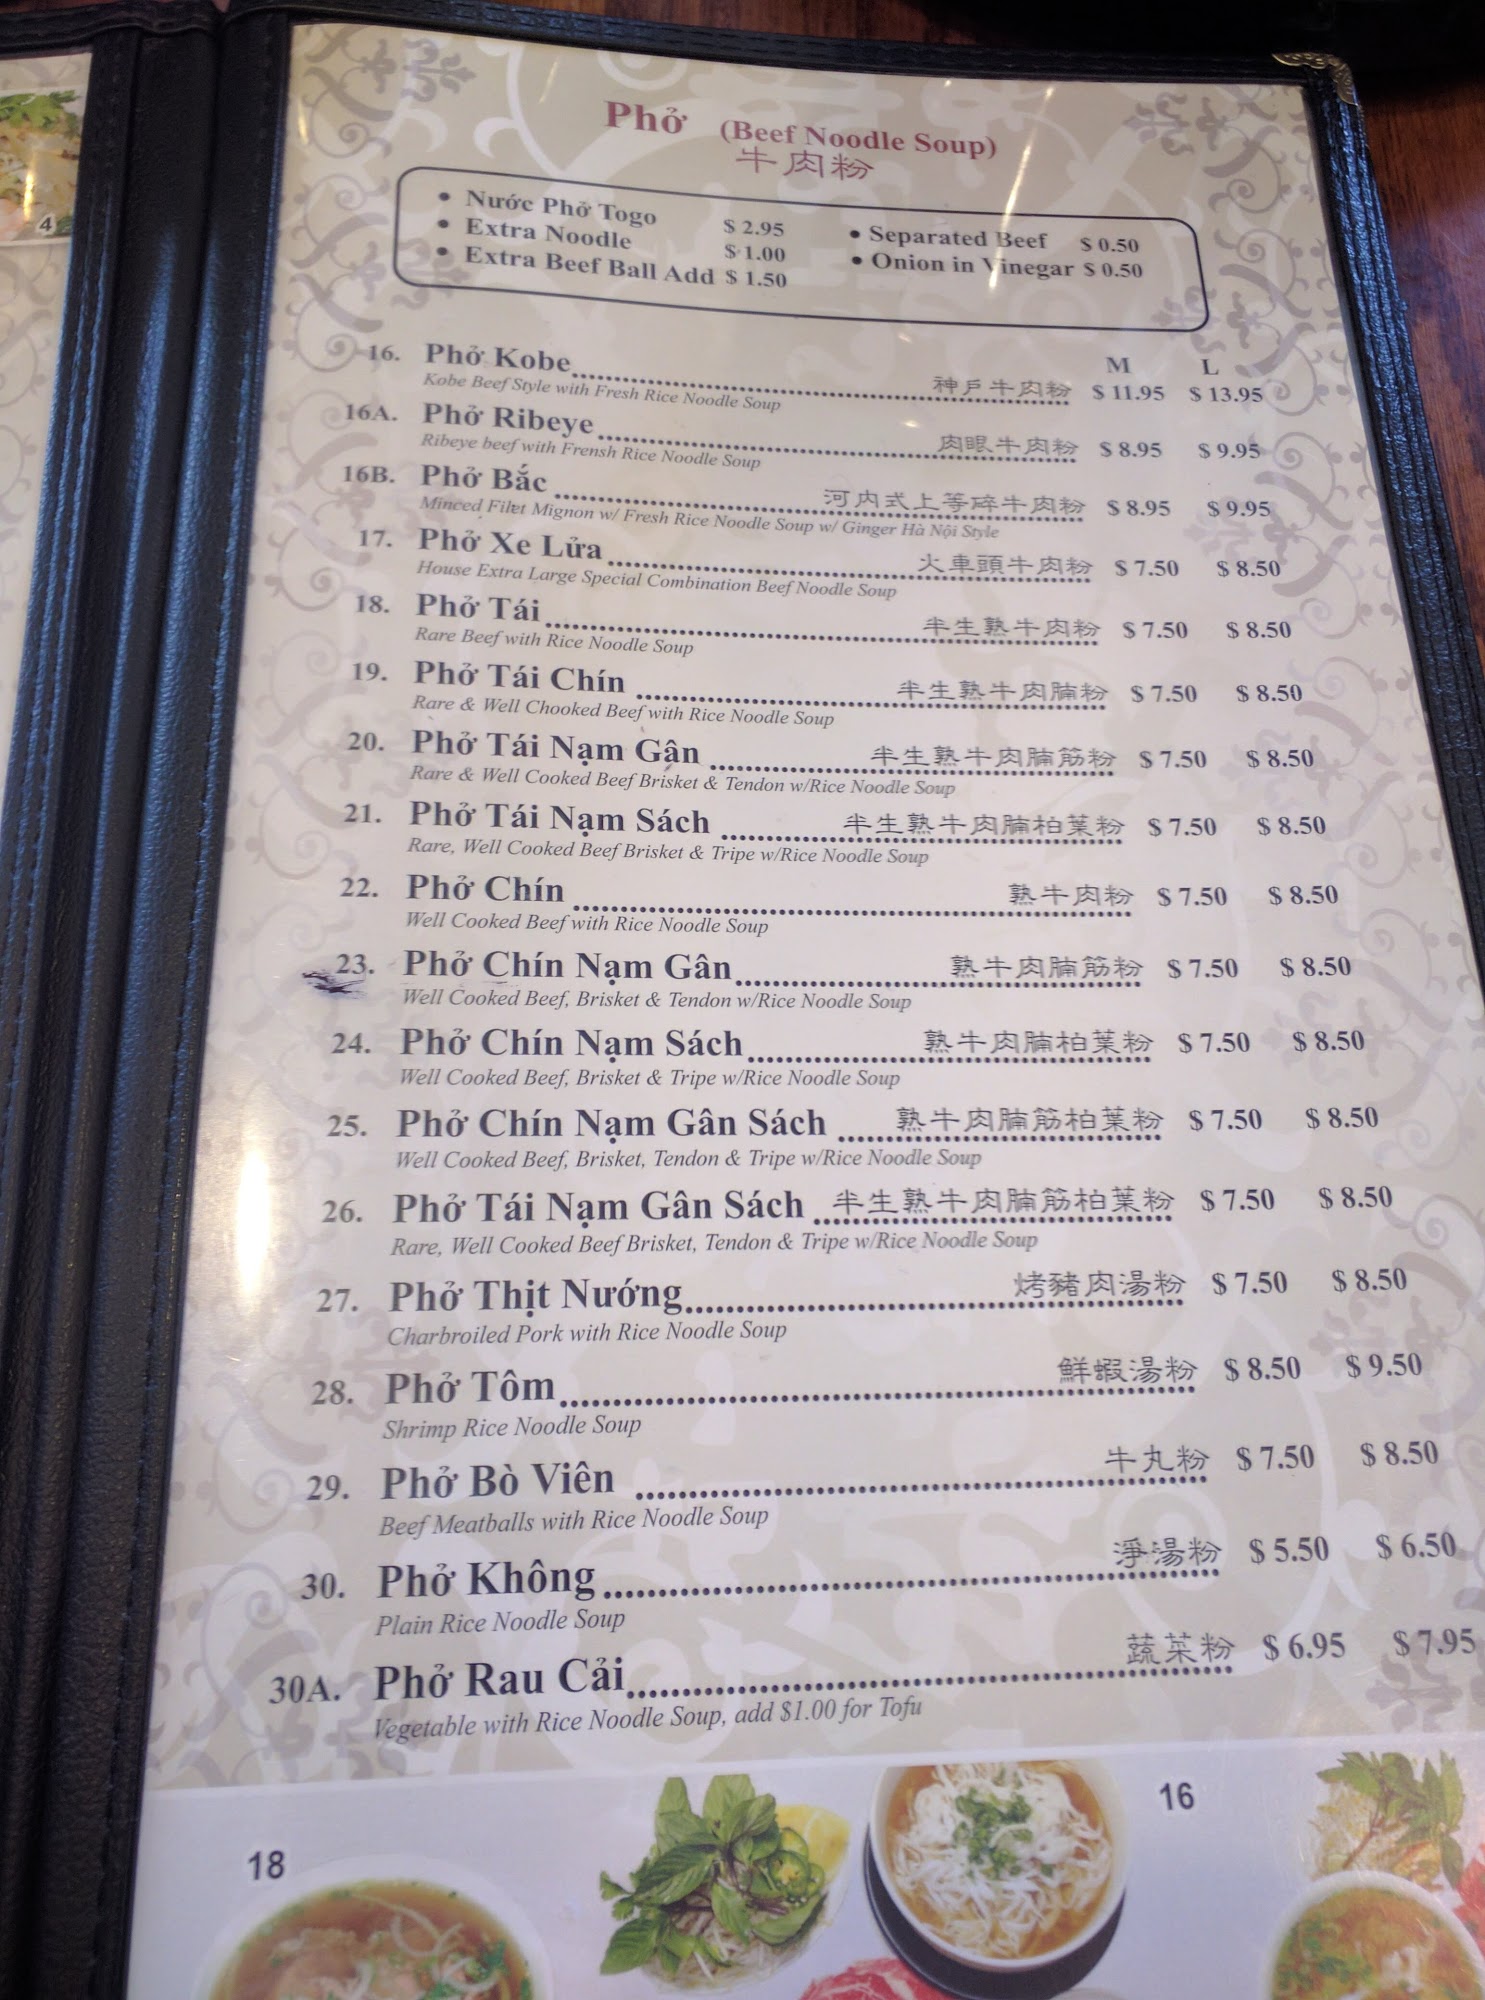 4
Phở (Beef Noodle Soup)
牛肉粉
• Nước Phở Togo $ 2.95
• Extra Noodle $ 1.00
• Extra Beef Ball Add $ 1.50
• Separated Beef $ 0.50
• Onion in Vinegar $ 0.50
M L
16. Phở Kobe 神戶牛肉粉 $ 11.95 $ 13.95
Kobe Beef Style with Fresh Rice Noodle Soup
16A. Phở Ribeye 肉眼牛肉粉 $ 8.95 $ 9.95
Ribeye beef with Frensh Rice Noodle Soup
16B. Phở Bắc 河内式上等碎牛肉粉 $ 8.95 $ 9.95
Minced Filet Mignon w/ Fresh Rice Noodle Soup w/ Ginger Hà Nội Style
17. Phở Xe Lửa 火車頭牛肉粉 $ 7.50 $ 8.50
House Extra Large Special Combination Beef Noodle Soup
18. Phở Tái 半生熟牛肉粉 $ 7.50 $ 8.50
Rare Beef with Rice Noodle Soup
19. Phở Tái Chín 半生熟牛肉腩粉 $ 7.50 $ 8.50
Rare & Well Chooked Beef with Rice Noodle Soup
20. Phở Tái Nạm Gân 半生熟牛肉腩筋粉 $ 7.50 $ 8.50
Rare & Well Cooked Beef Brisket & Tendon w/Rice Noodle Soup
21. Phở Tái Nạm Sách 半生熟牛肉腩柏葉粉 $ 7.50 $ 8.50
Rare, Well Cooked Beef Brisket & Tripe w/Rice Noodle Soup
22. Phở Chín 熟牛肉粉 $ 7.50 $ 8.50
Well Cooked Beef with Rice Noodle Soup
23. Phở Chín Nạm Gân 熟牛肉腩筋粉 $ 7.50 $ 8.50
Well Cooked Beef, Brisket & Tendon w/Rice Noodle Soup
24. Phở Chín Nạm Sách 熟牛肉腩柏葉粉 $ 7.50 $ 8.50
Well Cooked Beef, Brisket & Tripe w/Rice Noodle Soup
25. Phở Chín Nạm Gân Sách 熟牛肉腩筋柏葉粉 $ 7.50 $ 8.50
Well Cooked Beef, Brisket, Tendon & Tripe w/Rice Noodle Soup
26. Phở Tái Nạm Gân Sách 半生熟牛肉腩筋柏葉粉 $ 7.50 $ 8.50
Rare, Well Cooked Beef Brisket, Tendon & Tripe w/Rice Noodle Soup
27. Phở Thịt Nướng 烤豬肉湯粉 $ 7.50 $ 8.50
Charbroiled Pork with Rice Noodle Soup
28. Phở Tôm 鮮蝦湯粉 $ 8.50 $ 9.50
Shrimp Rice Noodle Soup
29. Phở Bò Viên 牛丸粉 $ 7.50 $ 8.50
Beef Meatballs with Rice Noodle Soup
30. Phở Không 淨湯粉 $ 5.50 $ 6.50
Plain Rice Noodle Soup
30A. Phở Rau Cải 蔬菜粉 $ 6.95 $ 7.95
Vegetable with Rice Noodle Soup, add $1.00 for Tofu
18
16